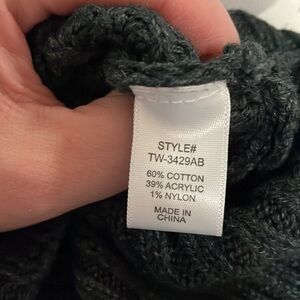 STYLE#
TW-3429AB
60% COTTON
39% ACRYLIC
1% NYLON
MADE IN
CHINA